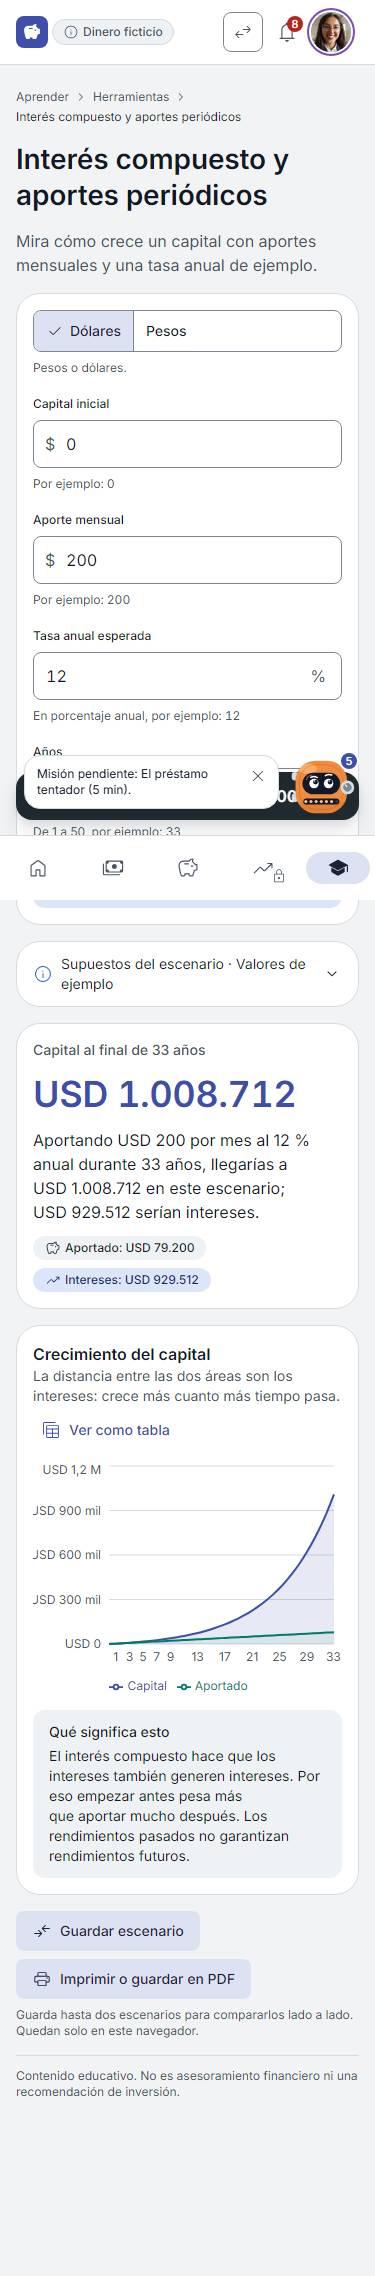 Dinero ficticio
8
Aprender > Herramientas >
Interés compuesto y aportes periódicos
Interés compuesto y
aportes periódicos
Mira cómo crece un capital con aportes
mensuales y una tasa anual de ejemplo.
Dólares Pesos
Pesos o dólares.
Capital inicial
$ 0
Por ejemplo: 0
Aporte mensual
$ 200
Por ejemplo: 200
Tasa anual esperada
12 %
En porcentaje anual, por ejemplo: 12
Años
5
Misión pendiente: El préstamo
tentador (5 min).
De 1 a 50, por ejemplo: 33
Supuestos del escenario · Valores de
ejemplo
Capital al final de 33 años
USD 1.008.712
Aportando USD 200 por mes al 12 %
anual durante 33 años, llegarías a
USD 1.008.712 en este escenario;
USD 929.512 serían intereses.
Aportado: USD 79.200
Intereses: USD 929.512
Crecimiento del capital
La distancia entre las dos áreas son los
intereses: crece más cuanto más tiempo pasa.
Ver como tabla
USD 1,2 M
USD 900 mil
USD 600 mil
USD 300 mil
USD 0
1 3 5 7 9 13 17 21 25 29 33
Capital Aportado
Qué significa esto
El interés compuesto hace que los
intereses también generen intereses. Por
eso empezar antes pesa más
que aportar mucho después. Los
rendimientos pasados no garantizan
rendimientos futuros.
Guardar escenario
Imprimir o guardar en PDF
Guarda hasta dos escenarios para compararlos lado a lado.
Quedan solo en este navegador.
Contenido educativo. No es asesoramiento financiero ni una
recomendación de inversión.